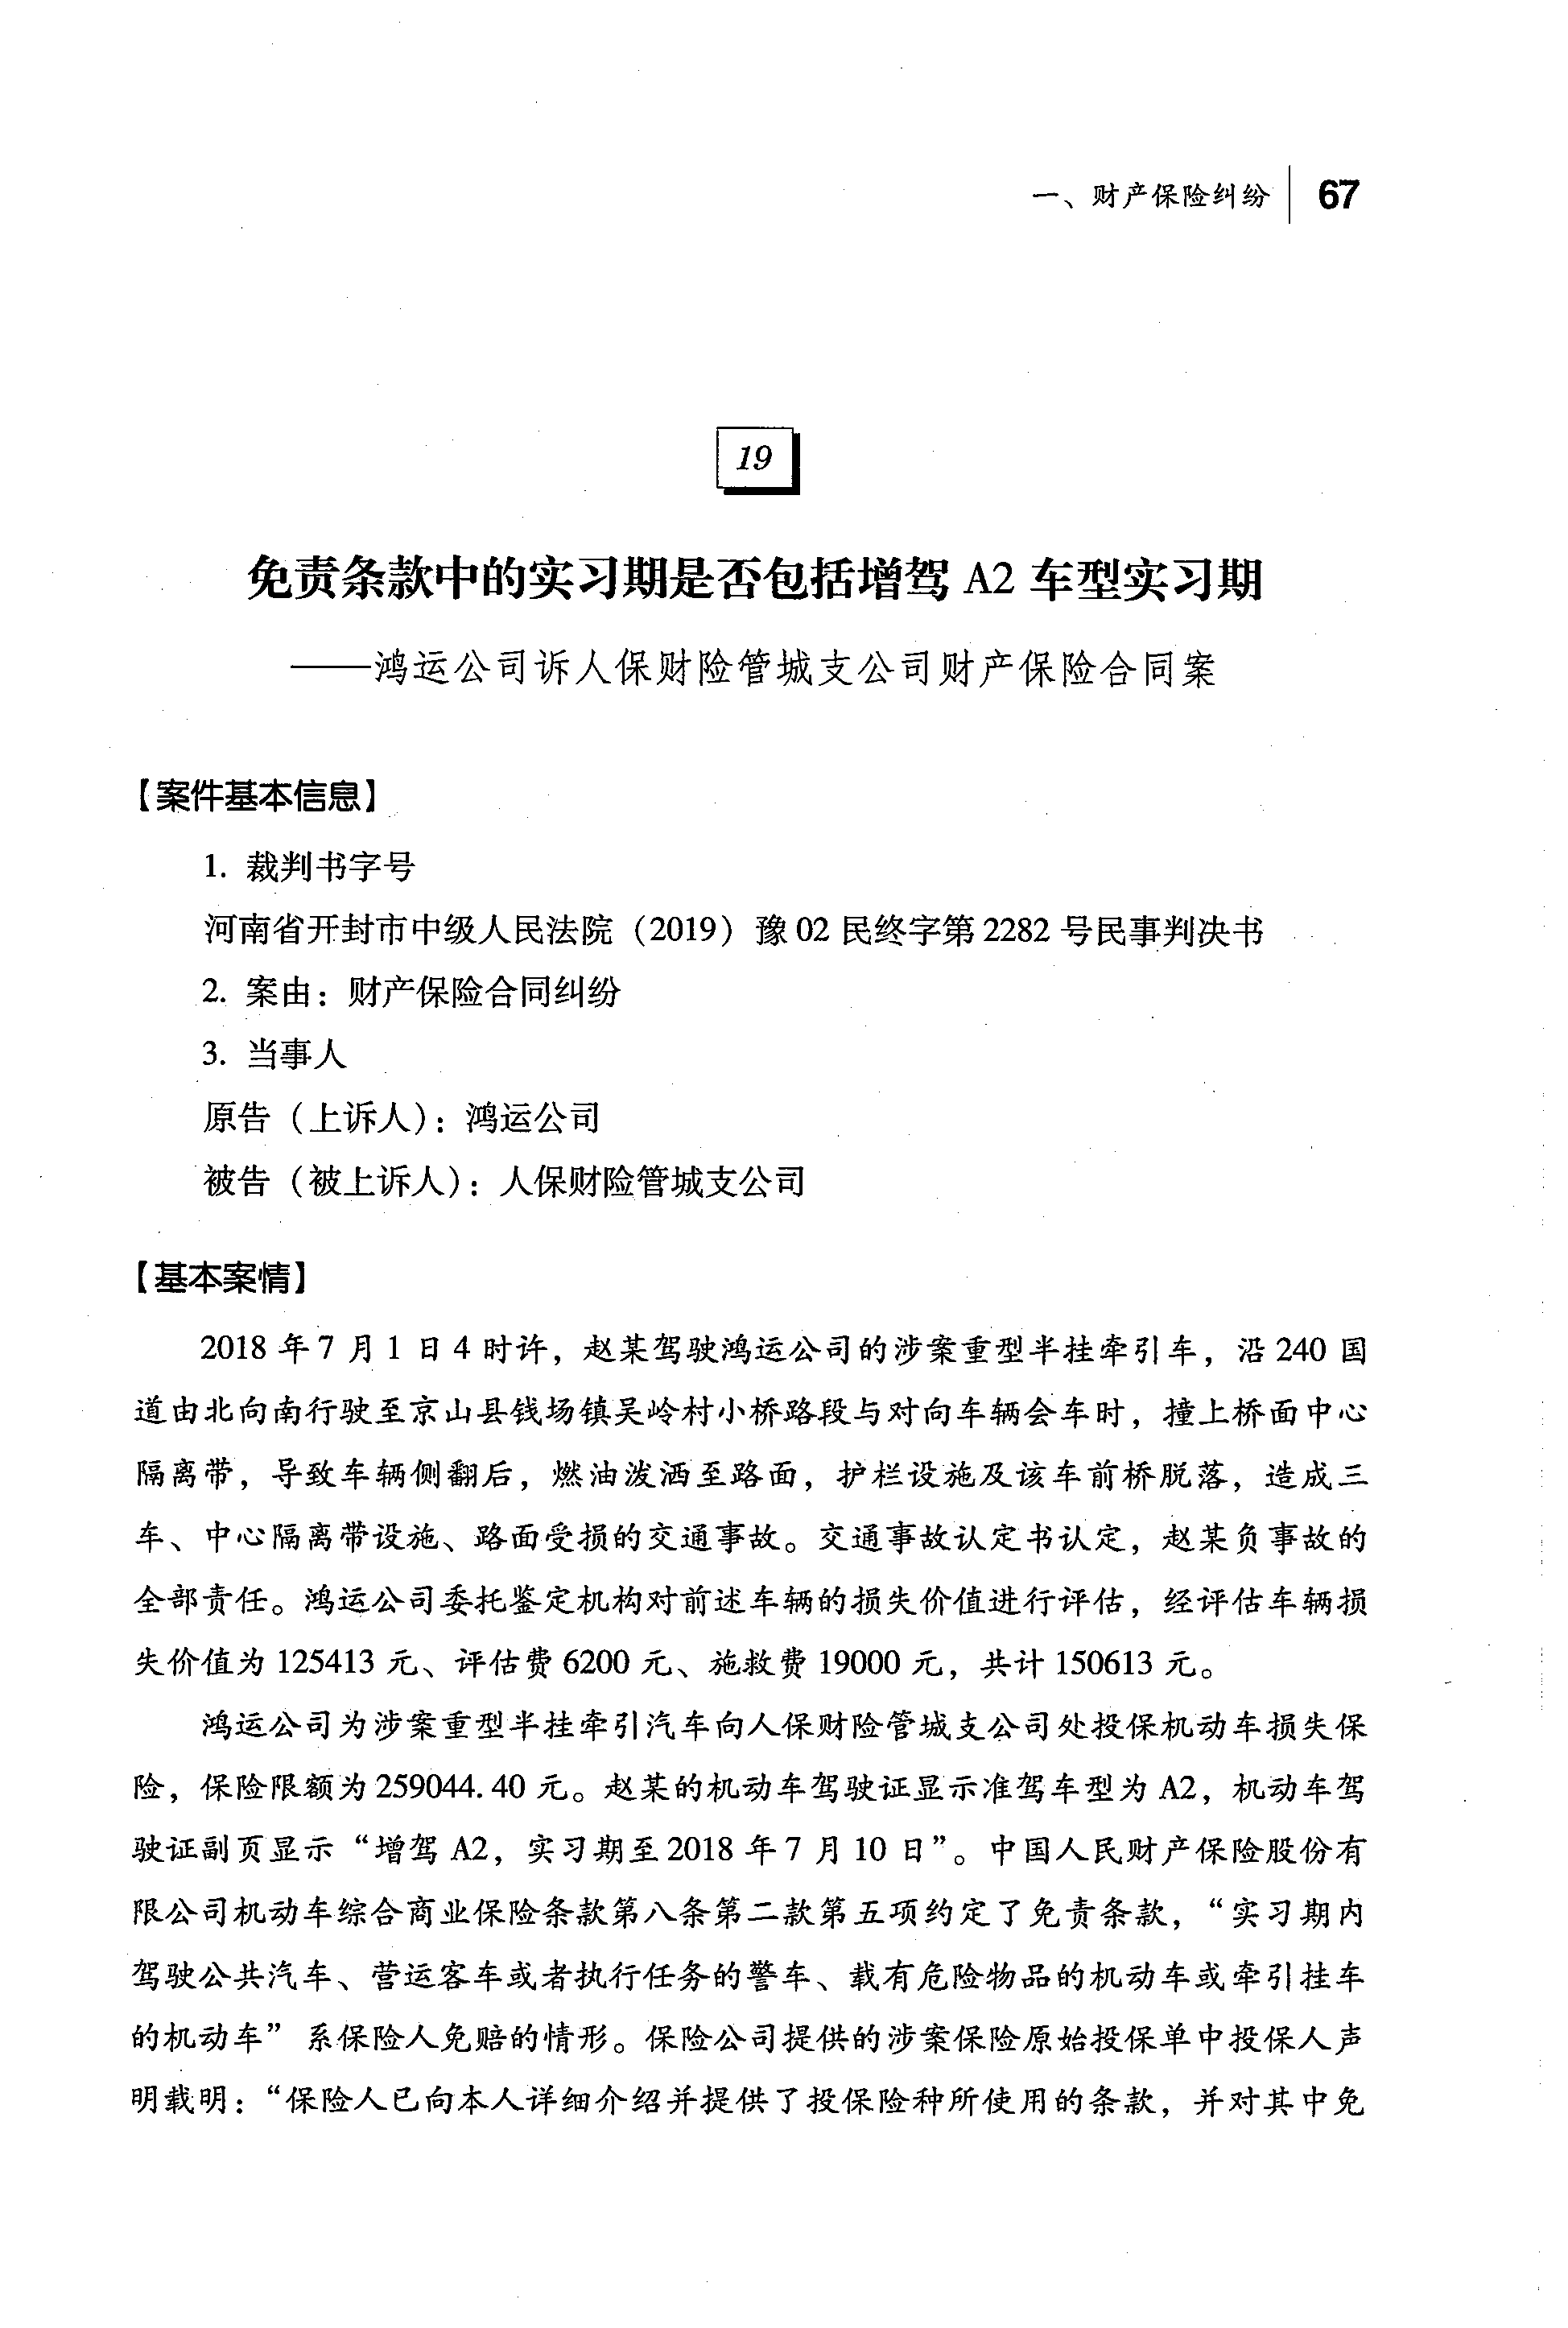 一、财产保险纠纷 67
19
免责条款中的实习期是否包括增驾 A2 车型实习期
——鸿运公司诉人保财险管城支公司财产保险合同案
【案件基本信息】
1. 裁判书字号
河南省开封市中级人民法院（2019）豫 02 民终字第 2282 号民事判决书
2. 案由：财产保险合同纠纷
3. 当事人
原告（上诉人）：鸿运公司
被告（被上诉人）：人保财险管城支公司
【基本案情】
2018 年 7 月 1 日 4 时许，赵某驾驶鸿运公司的涉案重型半挂牵引车，沿 240 国
道由北向南行驶至京山县钱场镇吴岭村小桥路段与对向车辆会车时，撞上桥面中心
隔离带，导致车辆侧翻后，燃油泼洒至路面，护栏设施及该车前桥脱落，造成三
车、中心隔离带设施、路面受损的交通事故。交通事故认定书认定，赵某负事故的
全部责任。鸿运公司委托鉴定机构对前述车辆的损失价值进行评估，经评估车辆损
失价值为 125413 元、评估费 6200 元、施救费 19000 元，共计 150613 元。
鸿运公司为涉案重型半挂牵引汽车向人保财险管城支公司处投保机动车损失保
险，保险限额为 259044. 40 元。赵某的机动车驾驶证显示准驾车型为 A2，机动车驾
驶证副页显示“增驾 A2，实习期至 2018 年 7 月 10 日”。中国人民财产保险股份有
限公司机动车综合商业保险条款第八条第二款第五项约定了免责条款，“实习期内
驾驶公共汽车、营运客车或者执行任务的警车、载有危险物品的机动车或牵引挂车
的机动车”系保险人免赔的情形。保险公司提供的涉案保险原始投保单中投保人声
明载明：“保险人已向本人详细介绍并提供了投保险种所使用的条款，并对其中免